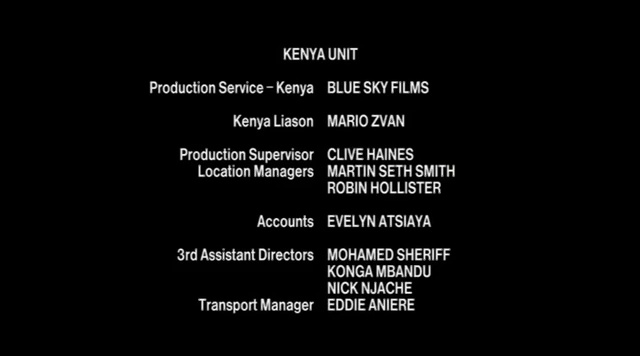 KENYA UNIT
Production Service – Kenya BLUE SKY FILMS
Kenya Liason MARIO ZVAN
Production Supervisor CLIVE HAINES
Location Managers MARTIN SETH SMITH
ROBIN HOLLISTER
Accounts EVELYN ATSIAYA
3rd Assistant Directors MOHAMED SHERIFF
KONGA MBANDU
NICK NJACHE
Transport Manager EDDIE ANIERE